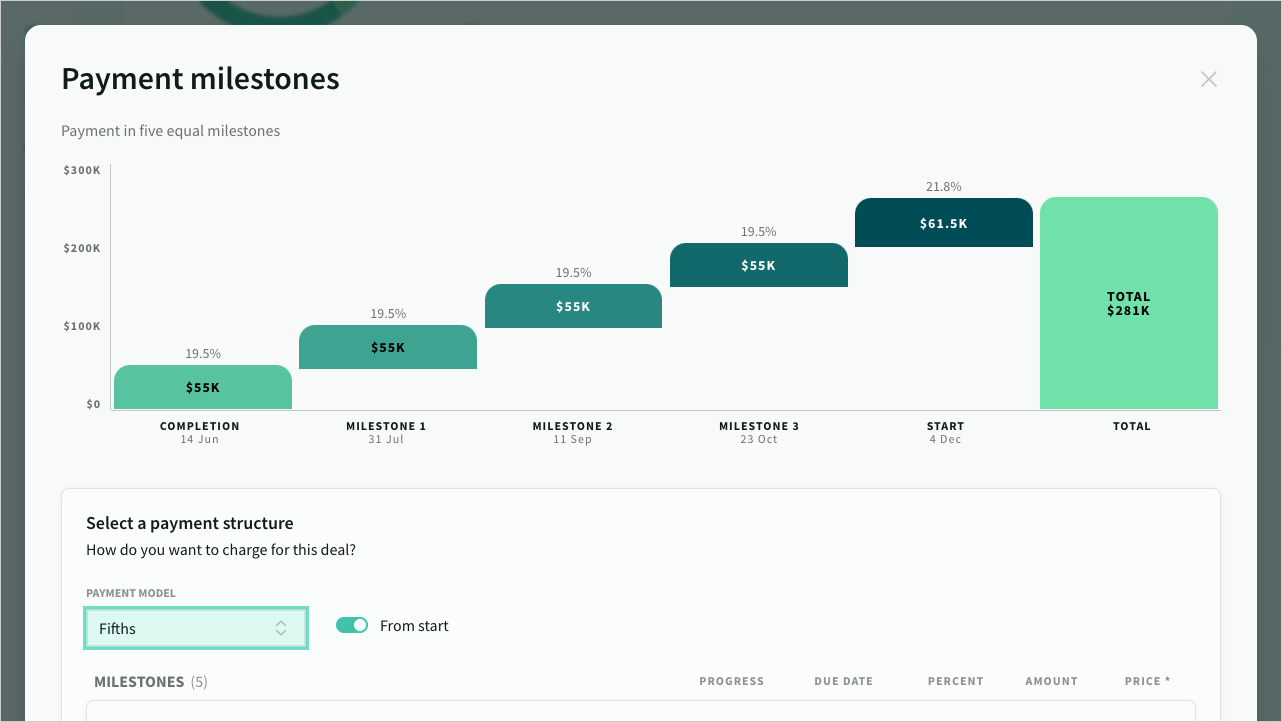 Payment milestones
Payment in five equal milestones
$300K
$200K
$100K
$0
19.5%
$55K
19.5%
$55K
19.5%
$55K
19.5%
$55K
21.8%
$61.5K
TOTAL
$281K
COMPLETION
14 Jun
MILESTONE 1
31 Jul
MILESTONE 2
11 Sep
MILESTONE 3
23 Oct
START
4 Dec
TOTAL
Select a payment structure
How do you want to charge for this deal?
PAYMENT MODEL
Fifths
From start
MILESTONES (5) PROGRESS DUE DATE PERCENT AMOUNT PRICE *